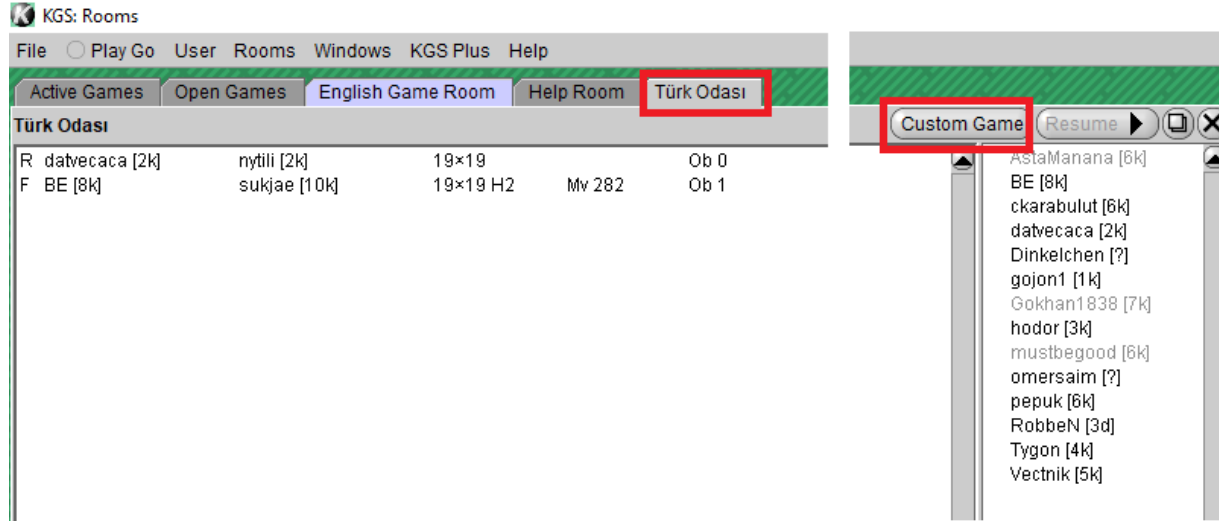 KGS: Rooms
File Play Go User Rooms Windows KGS Plus Help
Active Games Open Games English Game Room Help Room Türk Odası
Türk Odası
R datvecaca [2k] nytili [2k] 19×19 Ob 0
F BE [8k] sukjae [10k] 19×19 H2 Mv 282 Ob 1
Custom Game Resume
AstaManana [6k]
BE [8k]
ckarabulut [6k]
datvecaca [2k]
Dinkelchen [?]
gojon1 [1k]
Gokhan1838 [7k]
hodor [3k]
mustbegood [6k]
omersaim [?]
pepuk [6k]
RobbeN [3d]
Tygon [4k]
Vectnik [5k]